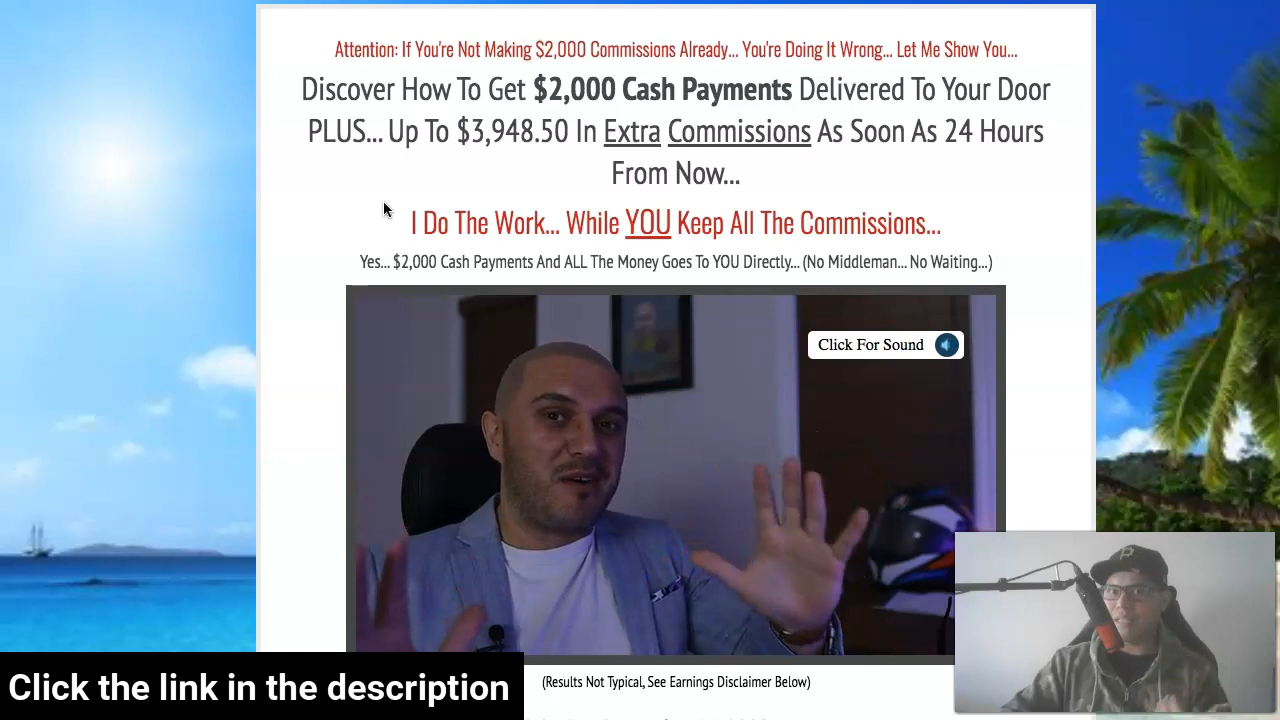 Attention: If You're Not Making $2,000 Commissions Already... You're Doing It Wrong... Let Me Show You...
Discover How To Get $2,000 Cash Payments Delivered To Your Door
PLUS... Up To $3,948.50 In Extra Commissions As Soon As 24 Hours
From Now...
I Do The Work... While YOU Keep All The Commissions...
Yes... $2,000 Cash Payments And ALL The Money Goes To YOU Directly... (No Middleman... No Waiting...)
Click For Sound
P
Click the link in the description
(Results Not Typical, See Earnings Disclaimer Below)